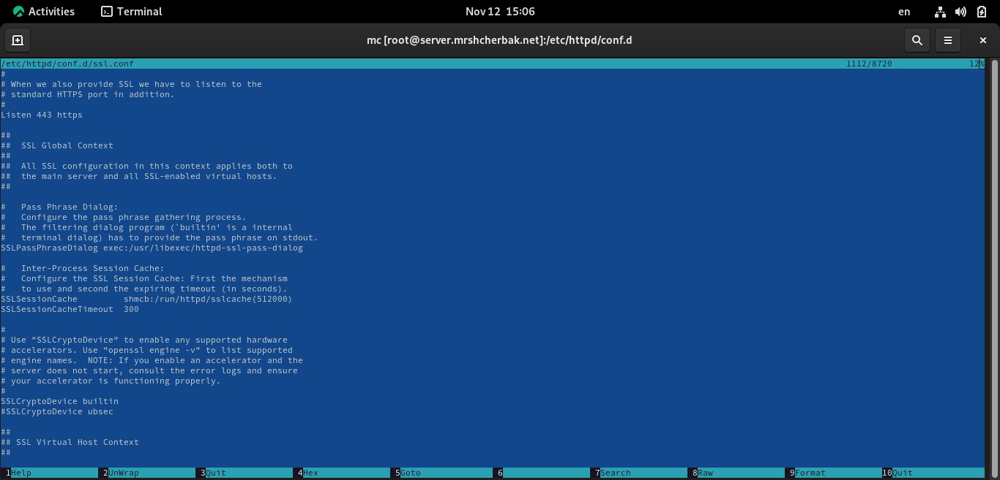 Activities Terminal Nov 12 15:06 en
mc [root@server.mrshcherbak.net]:/etc/httpd/conf.d
/etc/httpd/conf.d/ssl.conf 1112/8720 12%
#
# When we also provide SSL we have to listen to the
# standard HTTPS port in addition.
#
Listen 443 https
##
##  SSL Global Context
##
##  All SSL configuration in this context applies both to
##  the main server and all SSL-enabled virtual hosts.
##
#   Pass Phrase Dialog:
#   Configure the pass phrase gathering process.
#   The filtering dialog program (`builtin' is a internal
#   terminal dialog) has to provide the pass phrase on stdout.
SSLPassPhraseDialog exec:/usr/libexec/httpd-ssl-pass-dialog
#   Inter-Process Session Cache:
#   Configure the SSL Session Cache: First the mechanism
#   to use and second the expiring timeout (in seconds).
SSLSessionCache         shmcb:/run/httpd/sslcache(512000)
SSLSessionCacheTimeout  300
#
# Use "SSLCryptoDevice" to enable any supported hardware
# accelerators. Use "openssl engine -v" to list supported
# engine names.  NOTE: If you enable an accelerator and the
# server does not start, consult the error logs and ensure
# your accelerator is functioning properly.
#
SSLCryptoDevice builtin
#SSLCryptoDevice ubsec
##
## SSL Virtual Host Context
##
1Help 2UnWrap 3Quit 4Hex 5Goto 6 7Search 8Raw 9Format 10Quit